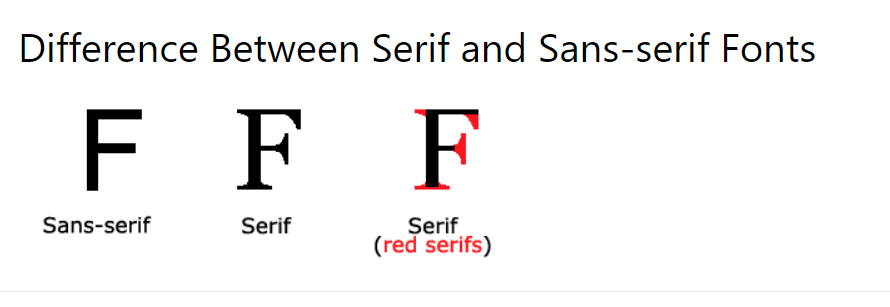 Difference Between Serif and Sans-serif Fonts
F F F
Sans-serif Serif Serif
(red serifs)